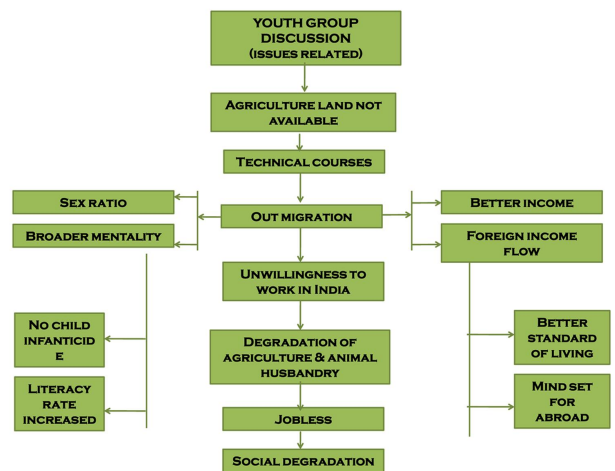 YOUTH GROUP
DISCUSSION
(ISSUES RELATED)
AGRICULTURE LAND NOT
AVAILABLE
TECHNICAL COURSES
SEX RATIO
BROADER MENTALITY
OUT MIGRATION
BETTER INCOME
FOREIGN INCOME
FLOW
UNWILLINGNESS TO
WORK IN INDIA
NO CHILD
INFANTICID
E
LITERACY
RATE
INCREASED
DEGRADATION OF
AGRICULTURE & ANIMAL
HUSBANDRY
BETTER
STANDARD
OF LIVING
MIND SET
FOR
ABROAD
JOBLESS
SOCIAL DEGRADATION